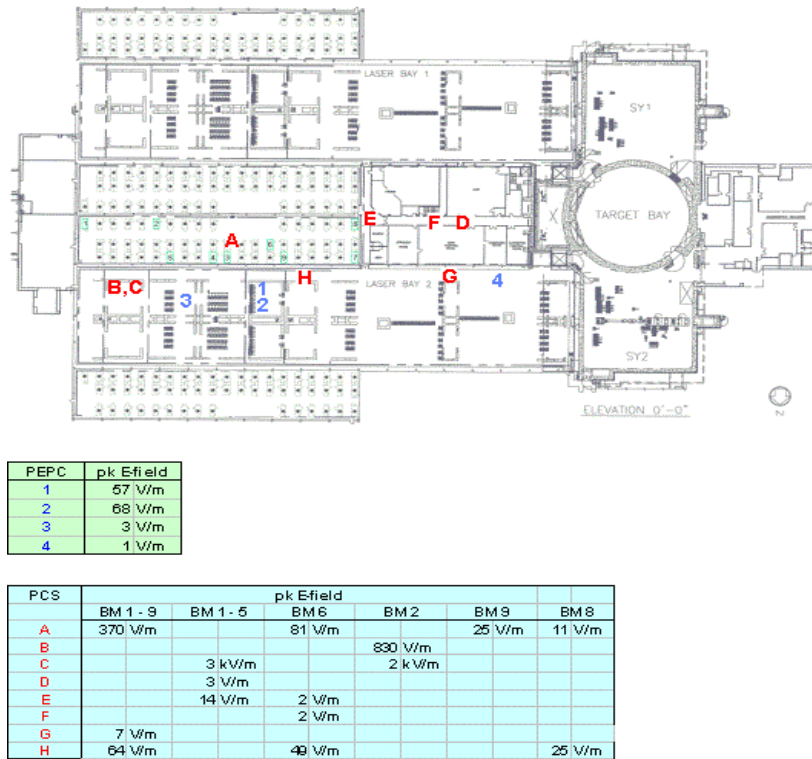 LASER BAY 1
SY1
E
F
D
TARGET BAY
A
B,C
H
LASER BAY 2
G
4
3
1
2
SY2
ELEVATION 0'-0"
N
PEPC pk E-field
1 57 V/m
2 68 V/m
3 3 V/m
4 1 V/m
PCS pk E-field
BM 1 - 9 BM 1 - 5 BM 6 BM 2 BM 9 BM 8
A 370 V/m 81 V/m 25 V/m 11 V/m
B 830 V/m
C 3 kV/m 2 kV/m
D 3 V/m
E 14 V/m 2 V/m
F 2 V/m
G 7 V/m
H 64 V/m 49 V/m 25 V/m